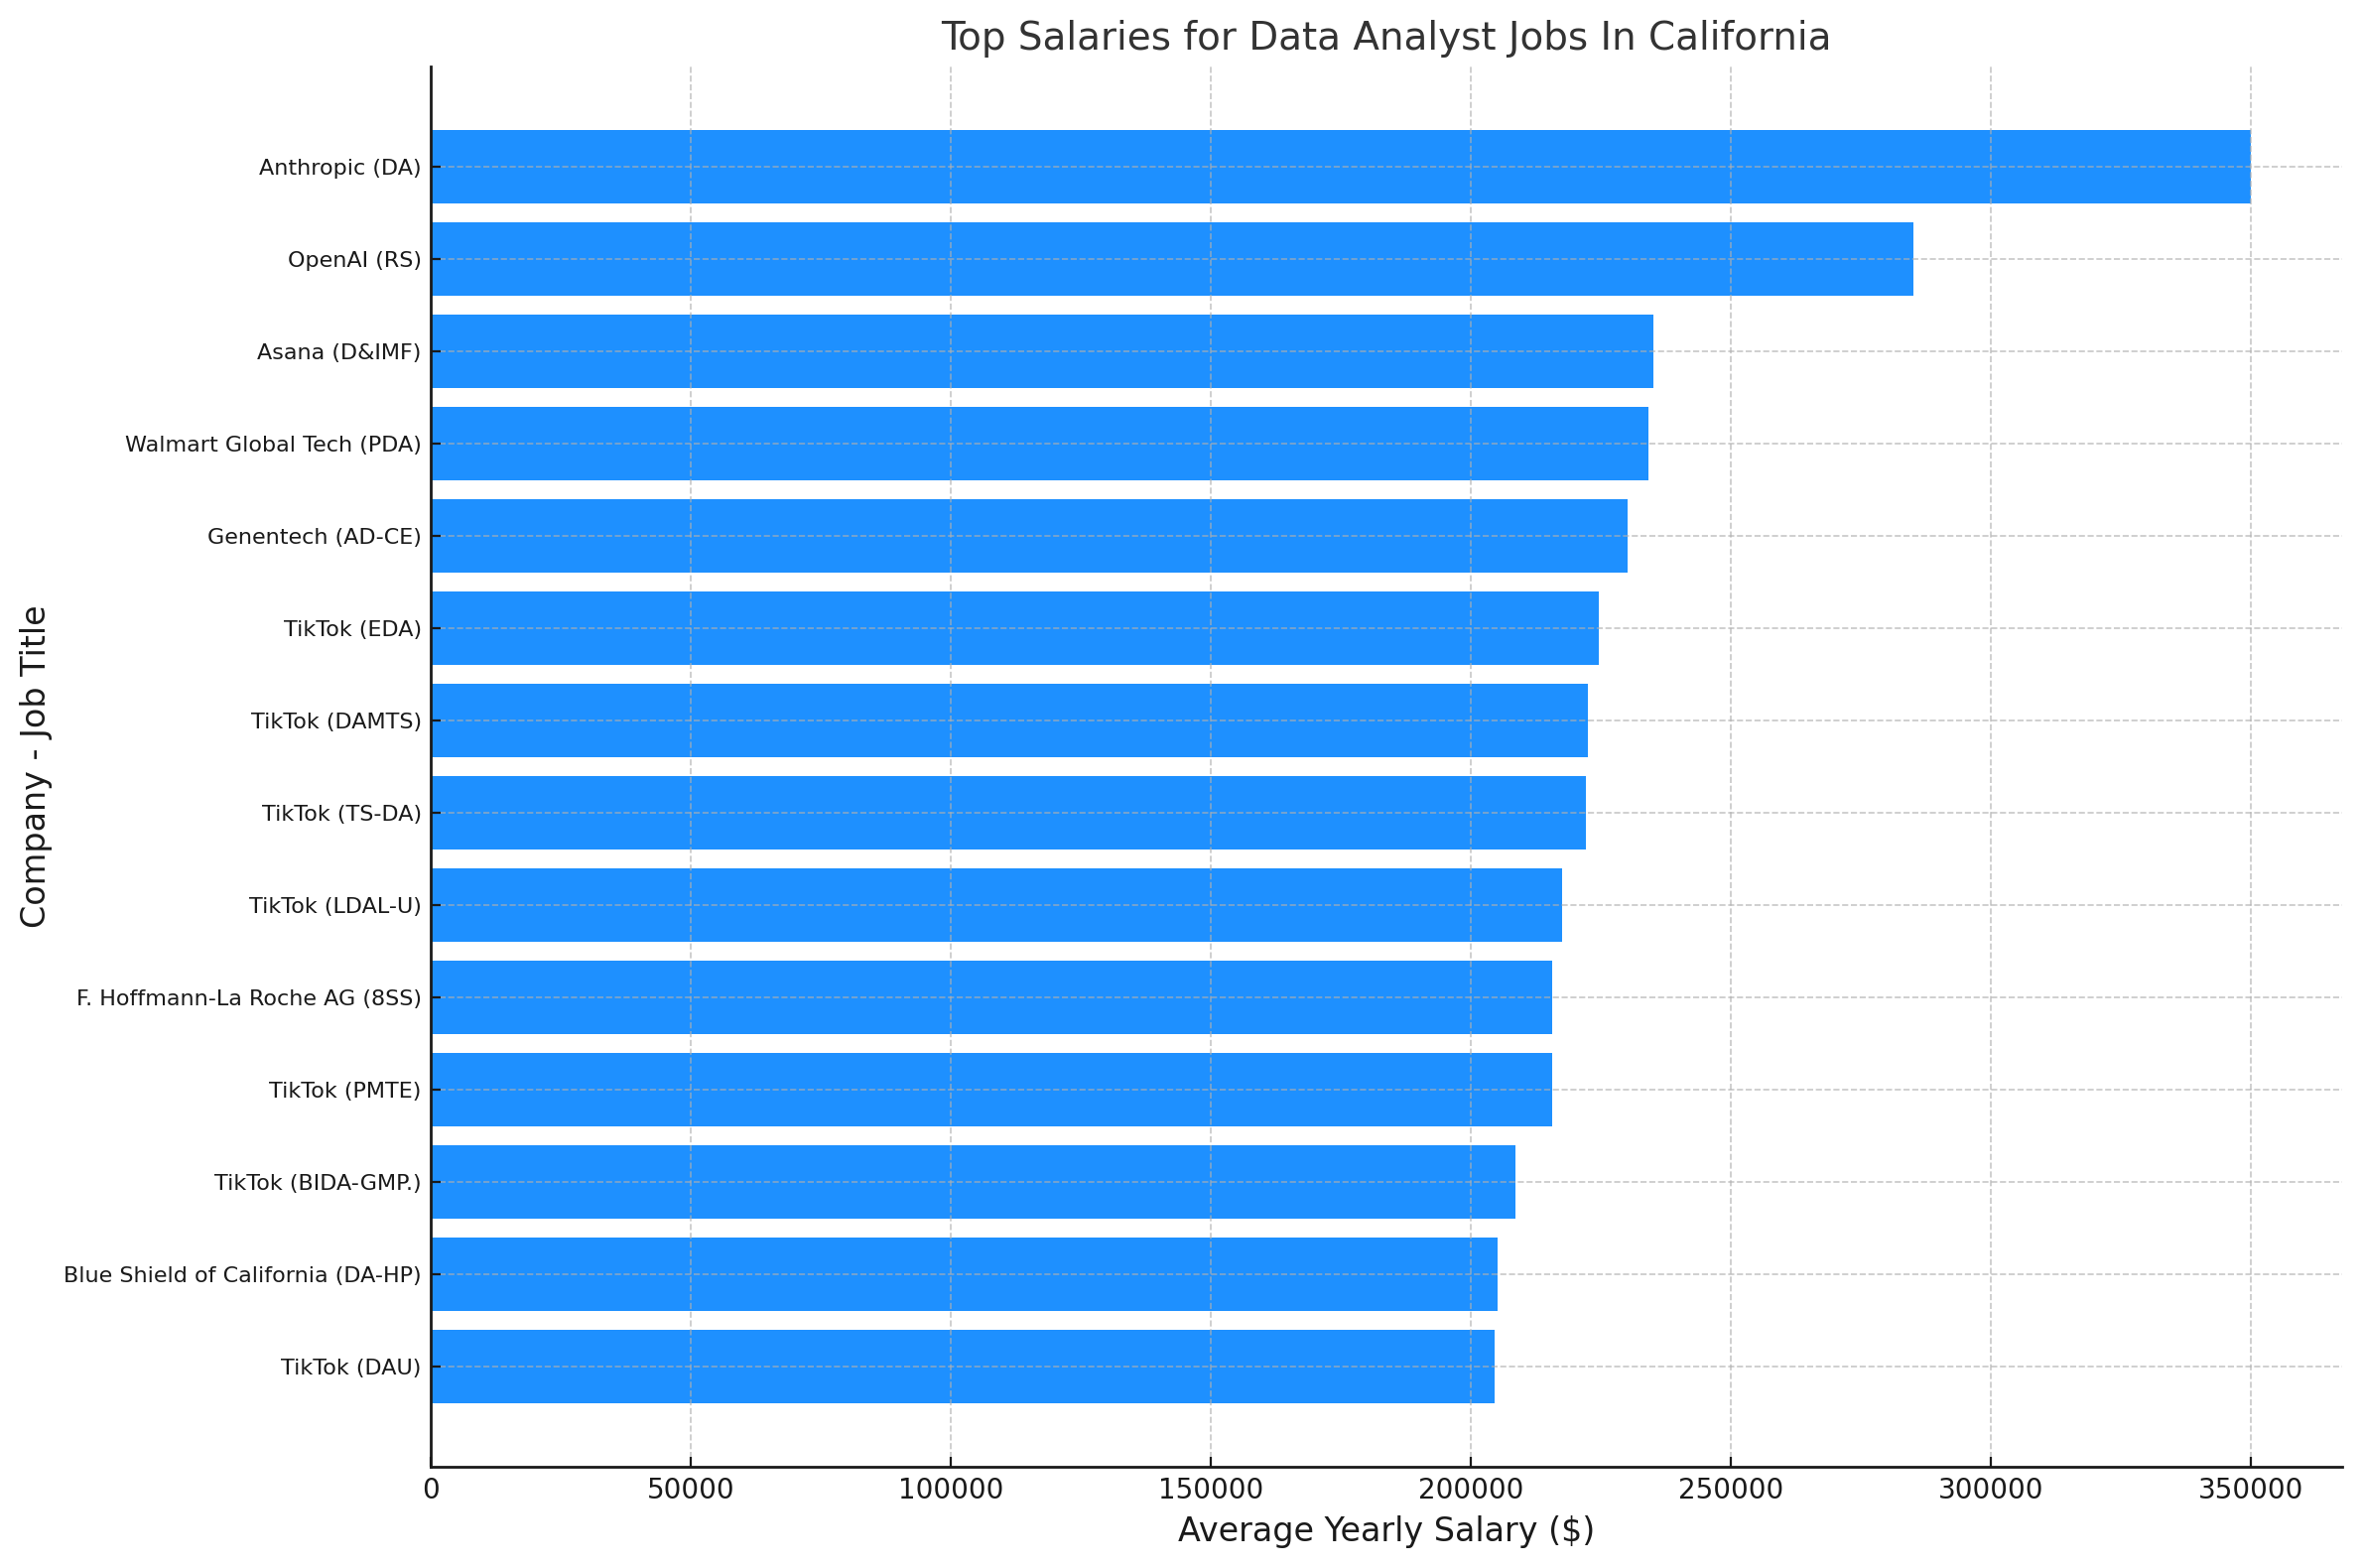 Top Salaries for Data Analyst Jobs In California
Company - Job Title
Anthropic (DA)
OpenAI (RS)
Asana (D&IMF)
Walmart Global Tech (PDA)
Genentech (AD-CE)
TikTok (EDA)
TikTok (DAMTS)
TikTok (TS-DA)
TikTok (LDAL-U)
F. Hoffmann-La Roche AG (8SS)
TikTok (PMTE)
TikTok (BIDA-GMP.)
Blue Shield of California (DA-HP)
TikTok (DAU)
0 50000 100000 150000 200000 250000 300000 350000
Average Yearly Salary ($)